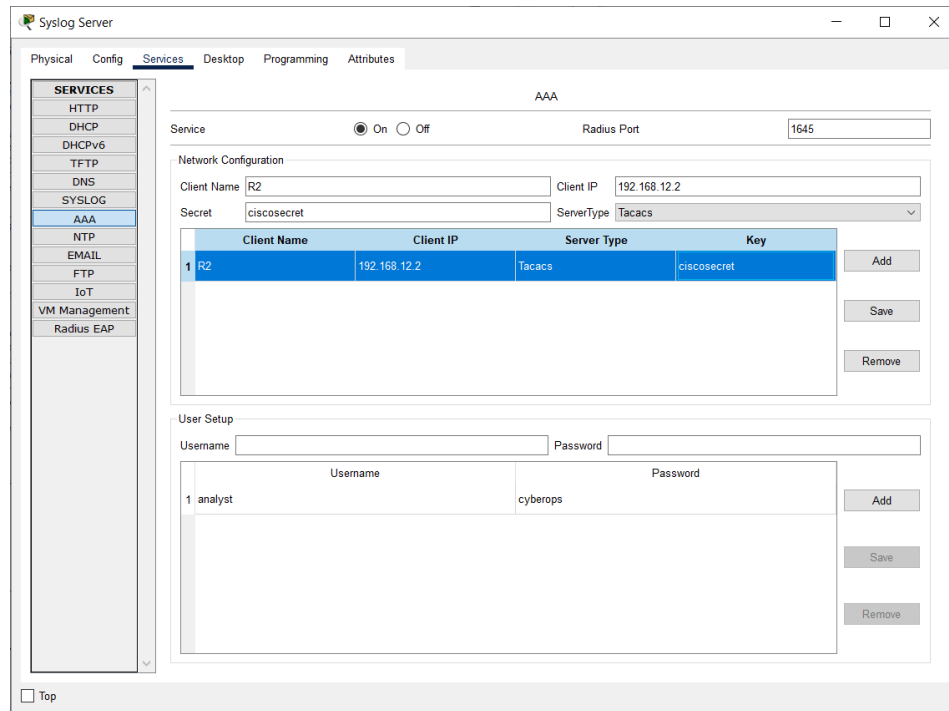 Syslog Server
Physical Config Services Desktop Programming Attributes
SERVICES
HTTP
DHCP
DHCPv6
TFTP
DNS
SYSLOG
AAA
NTP
EMAIL
FTP
IoT
VM Management
Radius EAP
AAA
Service On Off Radius Port 1645
Network Configuration
Client Name R2 Client IP 192.168.12.2
Secret ciscosecret ServerType Tacacs
Client Name Client IP Server Type Key
1 R2 192.168.12.2 Tacacs ciscosecret
Add
Save
Remove
User Setup
Username Password
Username Password
1 analyst cyberops
Add
Save
Remove
Top